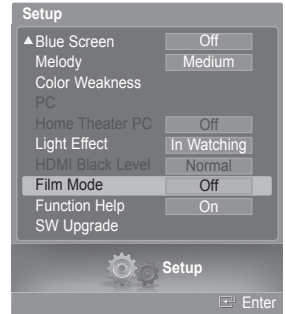 Setup
▲Blue Screen Off
Melody Medium
Color Weakness
PC
Home Theater PC Off
Light Effect In Watching
HDMI Black Level Normal
Film Mode Off
Function Help On
SW Upgrade
Setup
Enter